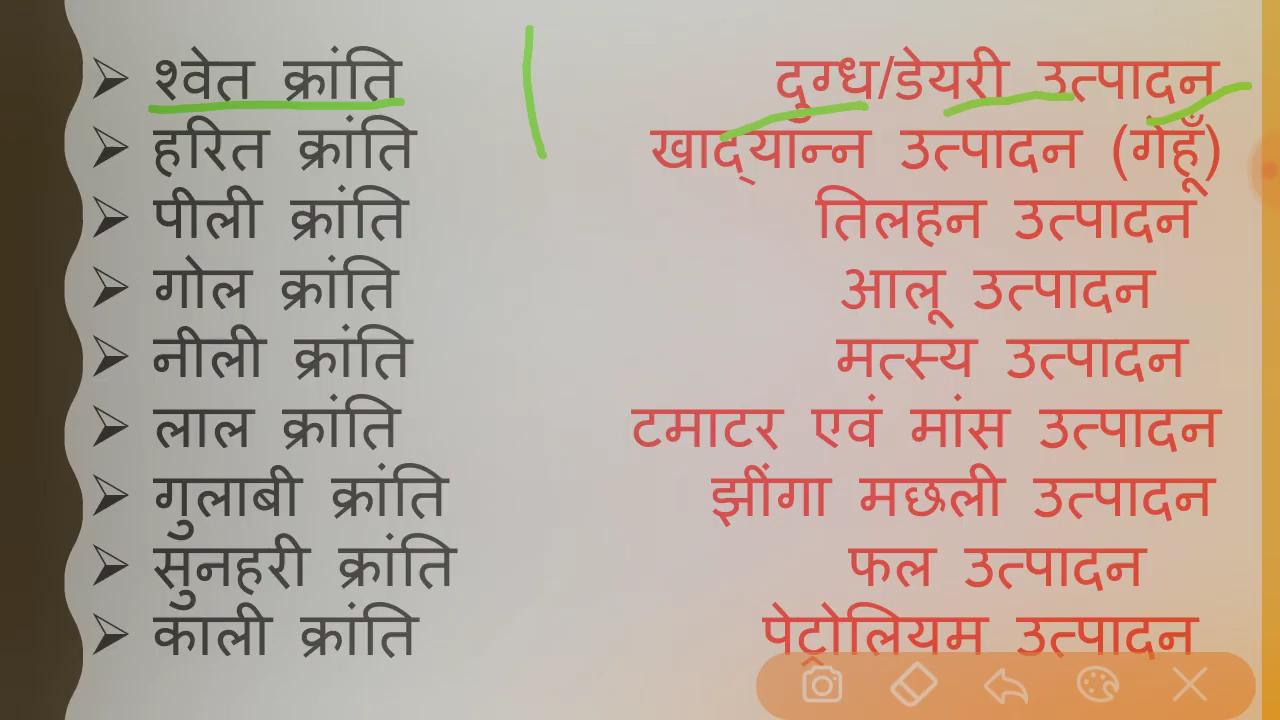 श्वेत क्रांति दुग्ध/डेयरी उत्पादन
हरित क्रांति खाद्यान्न उत्पादन (गेहूँ)
पीली क्रांति तिलहन उत्पादन
गोल क्रांति आलू उत्पादन
नीली क्रांति मत्स्य उत्पादन
लाल क्रांति टमाटर एवं मांस उत्पादन
गुलाबी क्रांति झींगा मछली उत्पादन
सुनहरी क्रांति फल उत्पादन
काली क्रांति पेट्रोलियम उत्पादन